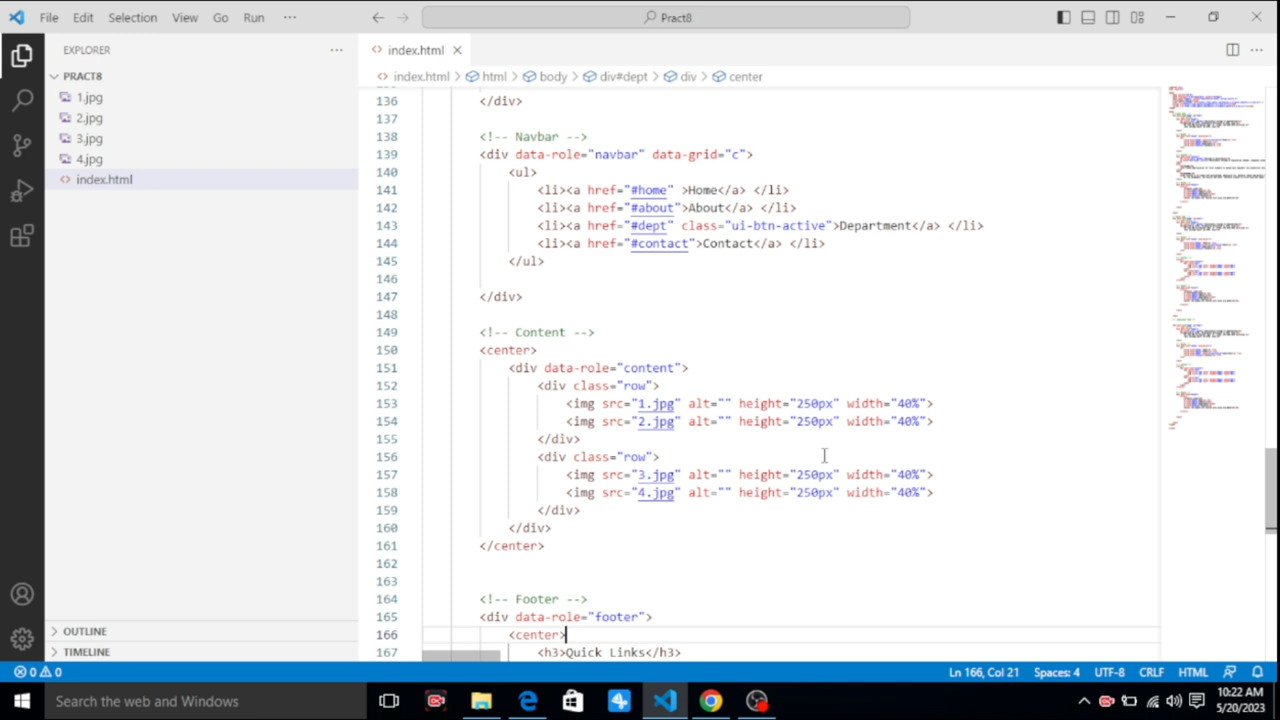 File Edit Selection View Go Run ···
Pract8
EXPLORER
PRACT8
1.jpg
2.jpg
3.jpg
4.jpg
index.html
OUTLINE
TIMELINE
index.html
index.html > html > body > div#dept > div > center
136 </div>
137
138 <!-- Navbar -->
139 <div data-role="navbar" data-grid="c">
140 <ul>
141 <li><a href="#home" >Home</a> </li>
142 <li><a href="#about">About</a> </li>
143 <li><a href="#dept" class="ui-btn-active">Department</a> </li>
144 <li><a href="#contact">Contact</a> </li>
145 </ul>
146
147 </div>
148
149 <!-- Content -->
150 <center>
151 <div data-role="content">
152 <div class="row">
153 <img src="1.jpg" alt="" height="250px" width="40%">
154 <img src="2.jpg" alt="" height="250px" width="40%">
155 </div>
156 <div class="row">
157 <img src="3.jpg" alt="" height="250px" width="40%">
158 <img src="4.jpg" alt="" height="250px" width="40%">
159 </div>
160 </div>
161 </center>
162
163
164 <!-- Footer -->
165 <div data-role="footer">
166 <center>
167 <h3>Quick Links</h3>
0 0 Ln 166, Col 21 Spaces: 4 UTF-8 CRLF HTML
Search the web and Windows
10:22 AM
5/20/2023